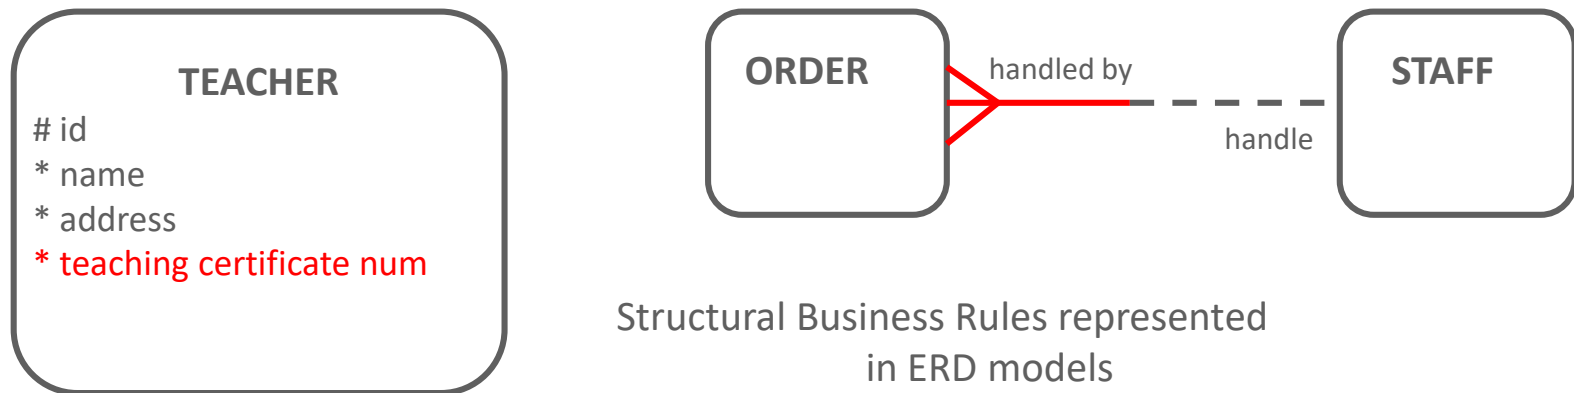 TEACHER
# id
* name
* address
* teaching certificate num
ORDER
handled by
handle
STAFF
Structural Business Rules represented
in ERD models